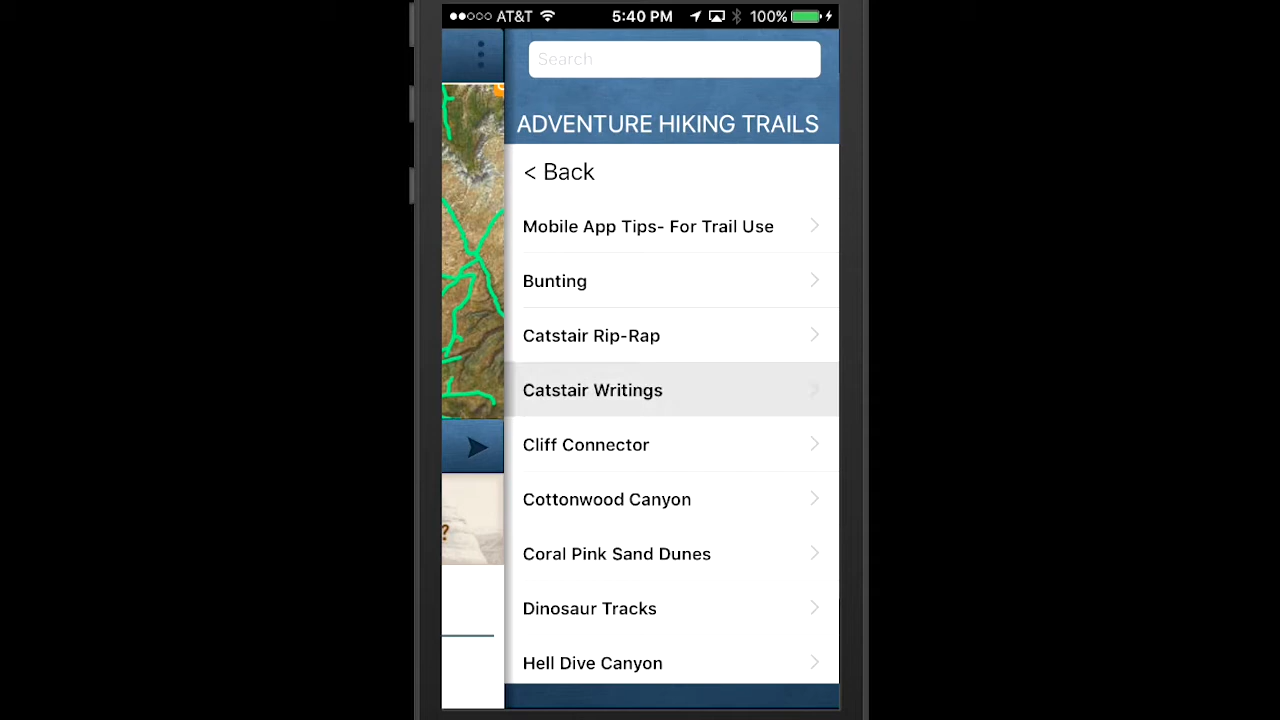 AT&T 5:40 PM 100%
Search
ADVENTURE HIKING TRAILS
< Back
Mobile App Tips- For Trail Use
Bunting
Catstair Rip-Rap
Catstair Writings
Cliff Connector
Cottonwood Canyon
Coral Pink Sand Dunes
Dinosaur Tracks
?
Hell Dive Canyon